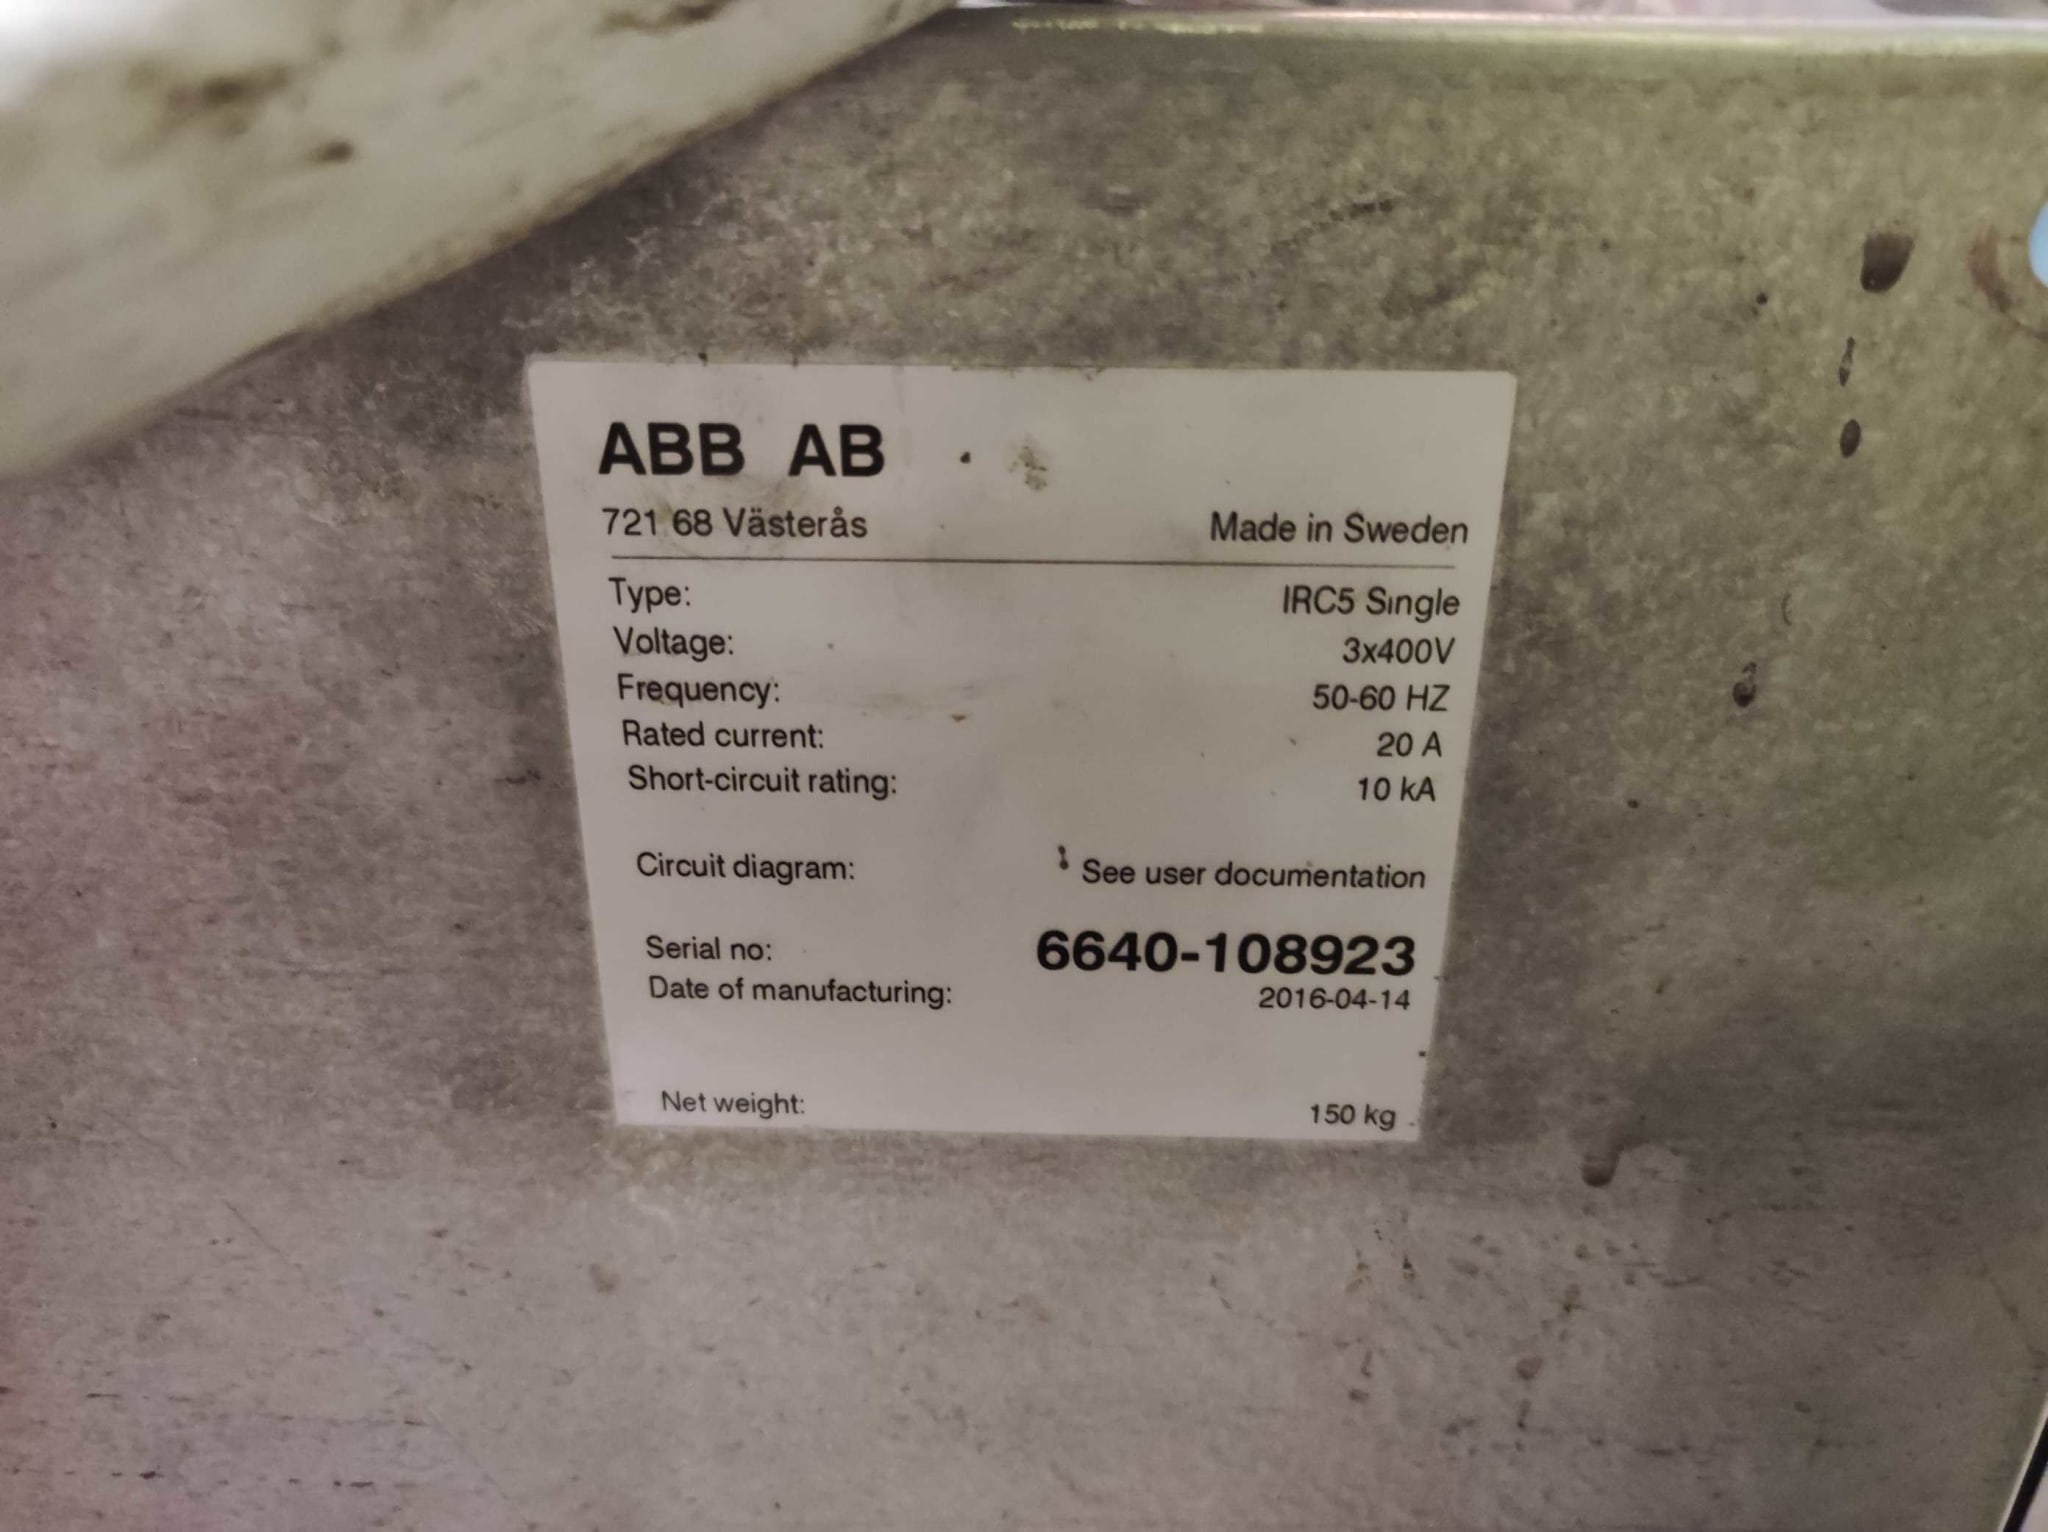 ABB AB
721 68 Västerås Made in Sweden
Type: IRC5 Single
Voltage: 3x400V
Frequency: 50-60 HZ
Rated current: 20 A
Short-circuit rating: 10 kA
Circuit diagram: See user documentation
Serial no: 6640-108923
Date of manufacturing: 2016-04-14
Net weight: 150 kg